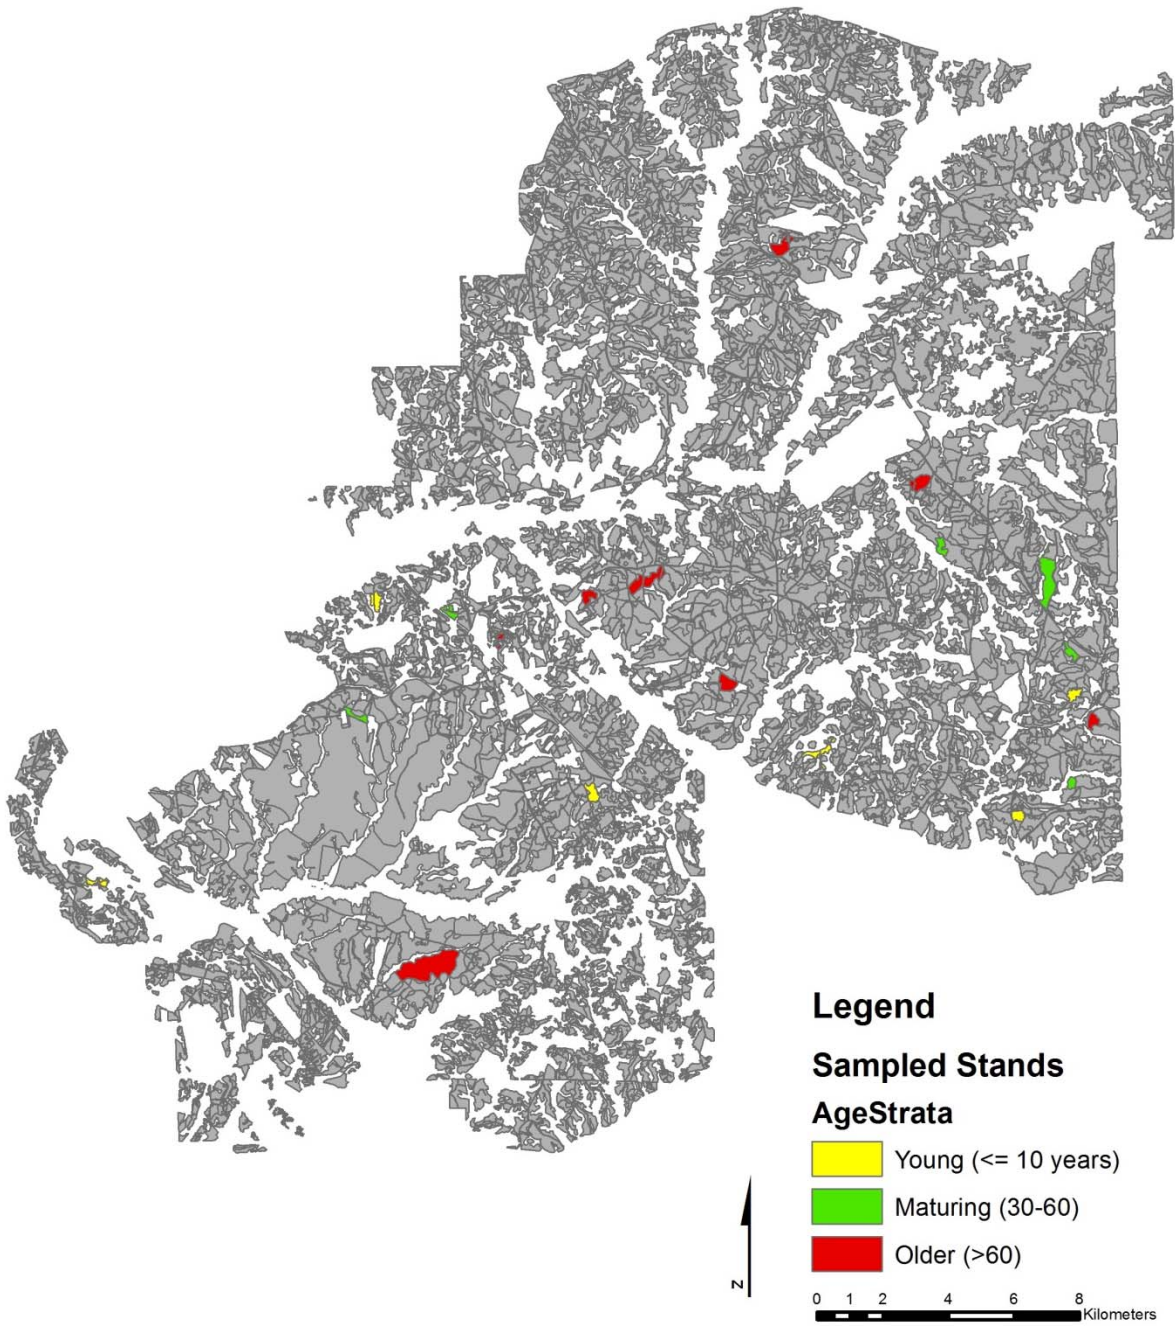 Legend
Sampled Stands
AgeStrata
Young (<= 10 years)
Maturing (30-60)
Older (>60)
N
0 1 2 4 6 8
Kilometers